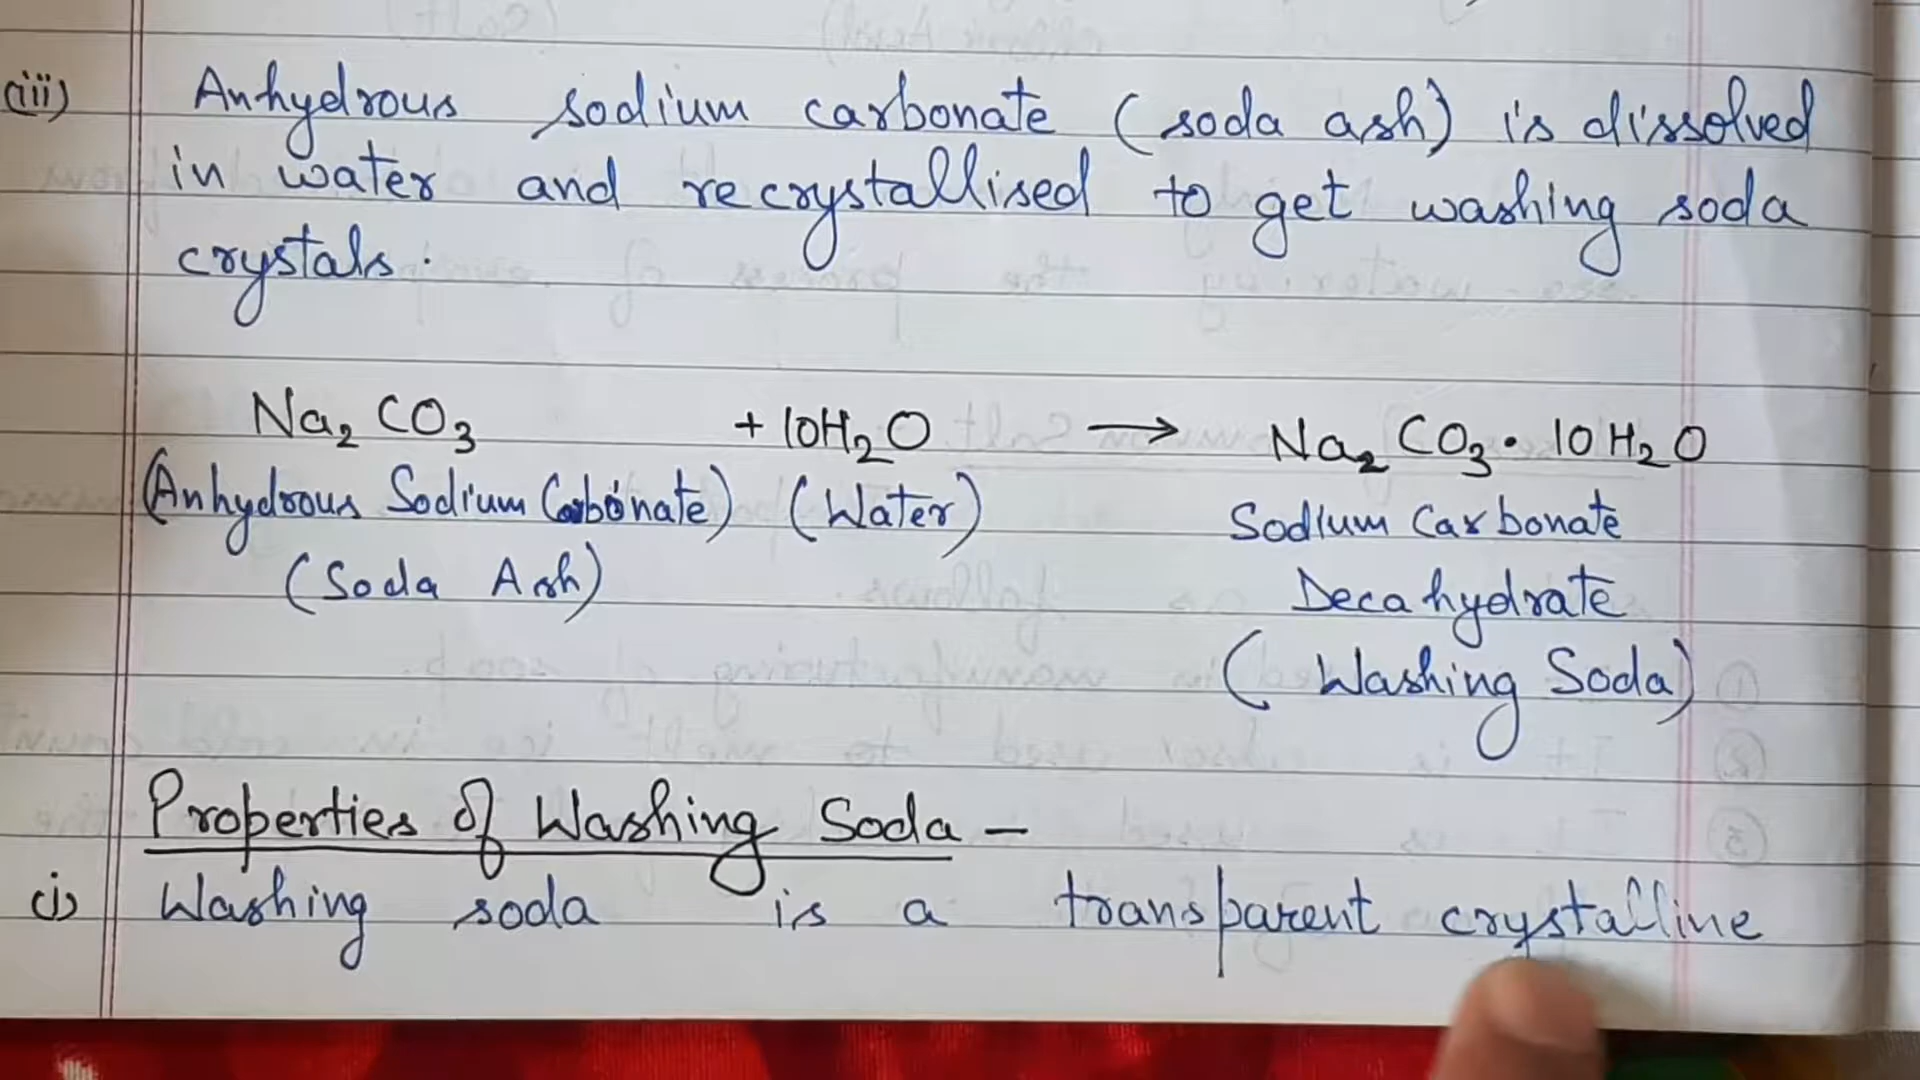 (iii) Anhydrous sodium carbonate (soda ash) is dissolved
in water and recrystallised to get washing soda
crystals.
Na₂CO₃ + 10H₂O → Na₂CO₃·10H₂O
(Anhydrous Sodium Carbonate) (Water) Sodium Carbonate
(Soda Ash) Decahydrate
(Washing Soda)
Properties of Washing Soda –
(i) Washing soda is a transparent crystalline